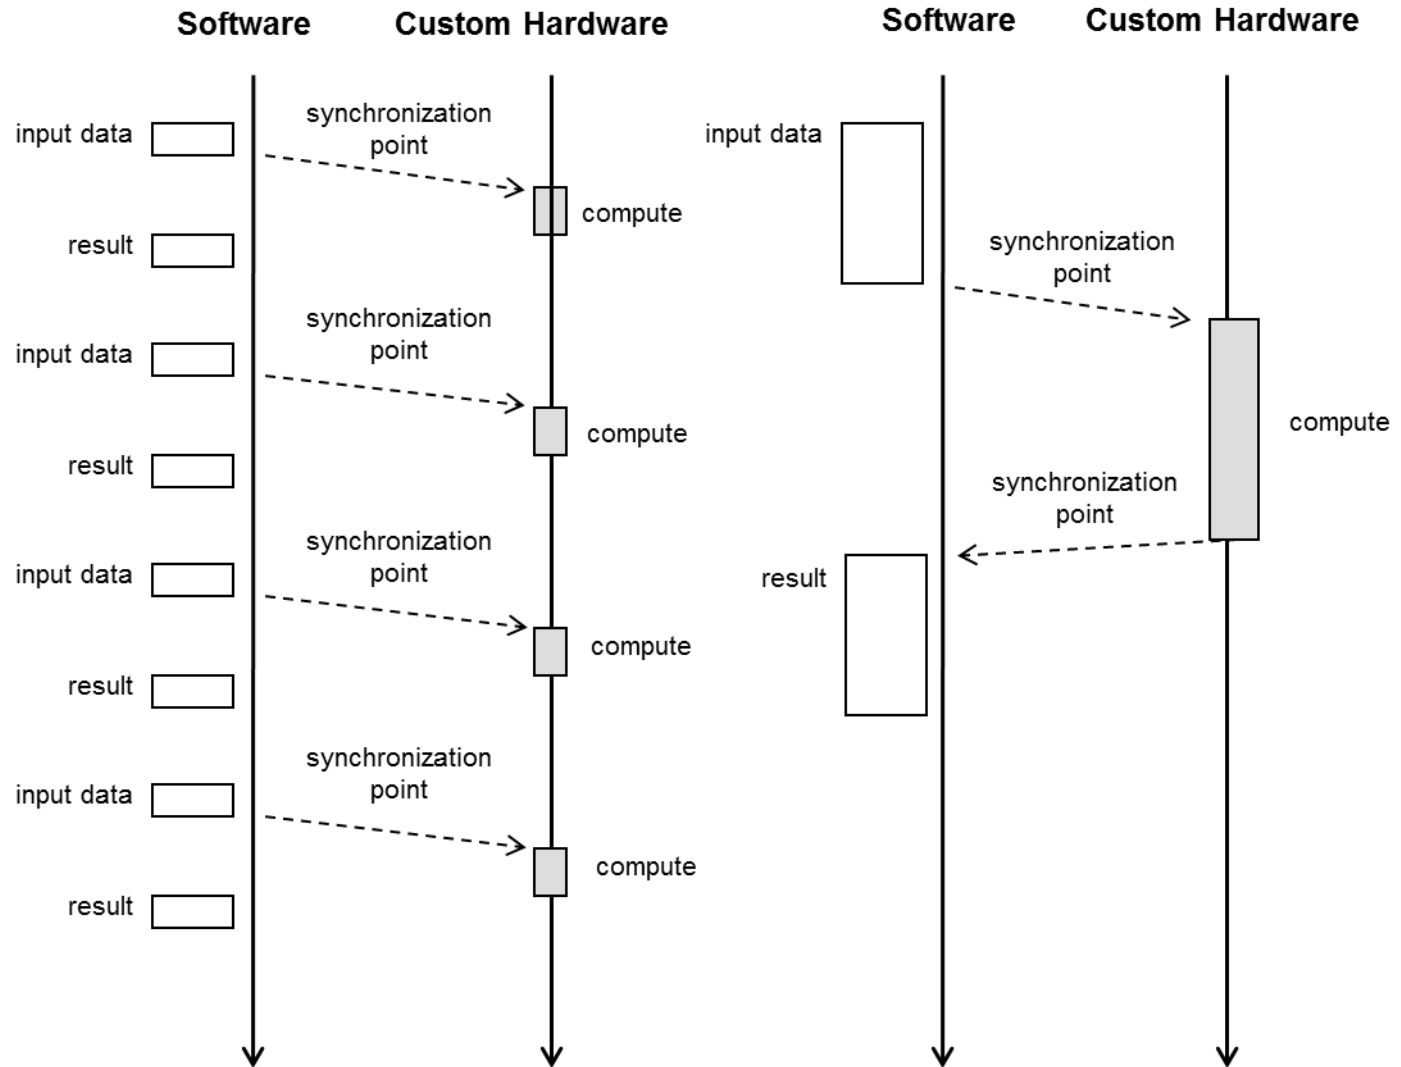 Software
Custom Hardware
input data
synchronization
point
compute
result
input data
synchronization
point
compute
result
input data
synchronization
point
compute
result
input data
synchronization
point
compute
result
Software
Custom Hardware
input data
synchronization
point
compute
synchronization
point
result